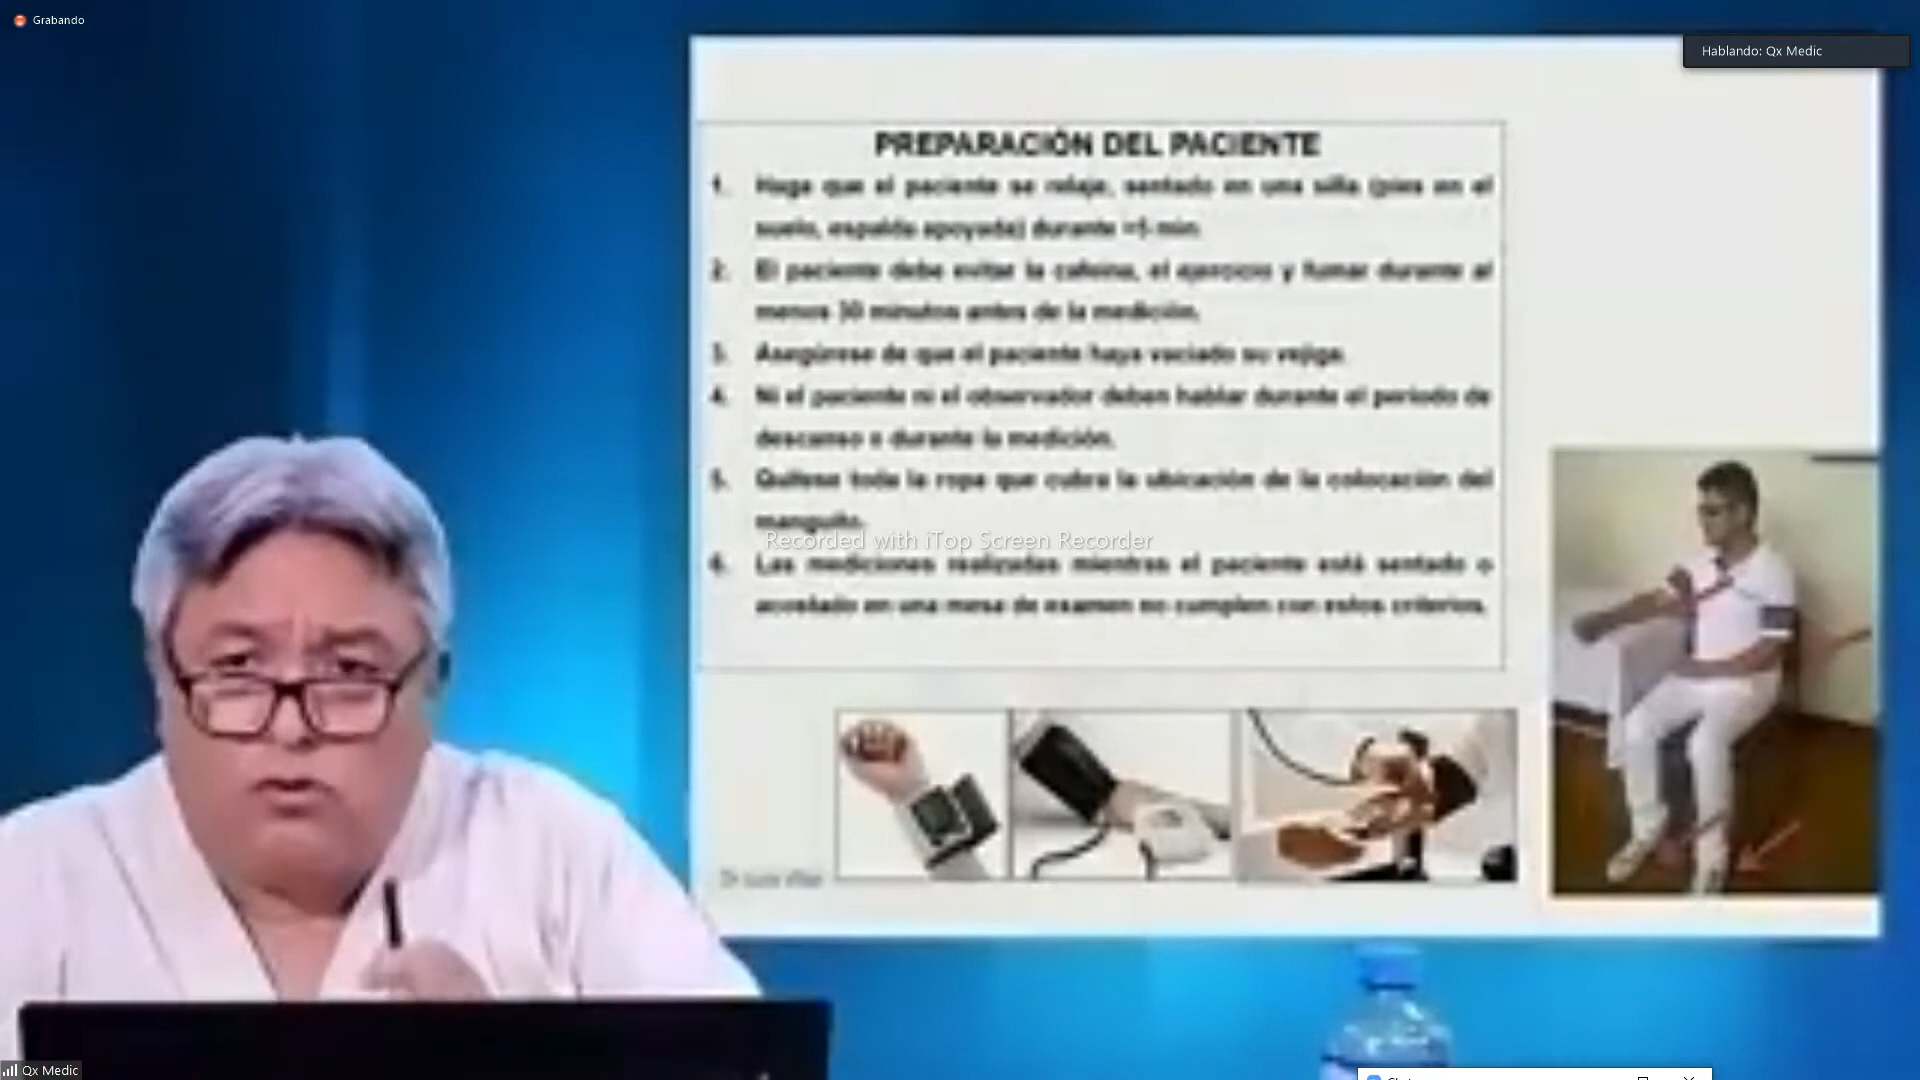 Grabando
Hablando: Qx Medic
PREPARACIÓN DEL PACIENTE
1. Haga que el paciente se relaje, sentado en una silla (pies en el
suelo, espalda apoyada) durante >5 min.
2. El paciente debe evitar la cafeína, el ejercicio y fumar durante al
menos 30 minutos antes de la medición.
3. Asegúrese de que el paciente haya vaciado su vejiga.
4. Ni el paciente ni el observador deben hablar durante el período de
descanso o durante la medición.
5. Quítese toda la ropa que cubra la ubicación de la colocación del
manguito.
Recorded with iTop Screen Recorder
6. Las mediciones realizadas mientras el paciente está sentado o
acostado en una mesa de examen no cumplen con estos criterios.
Qx Medic